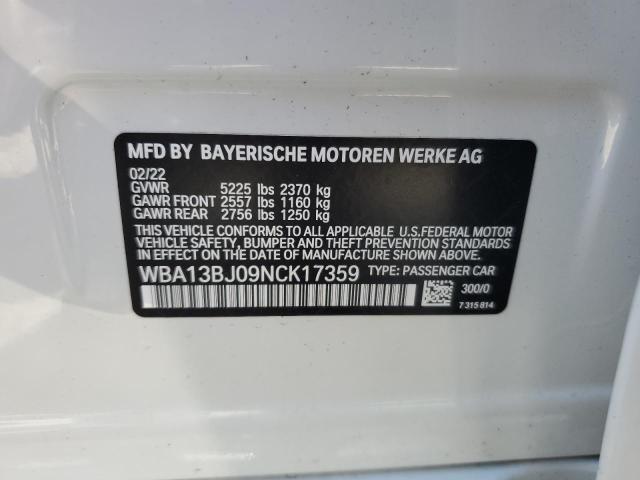 MFD BY BAYERISCHE MOTOREN WERKE AG
02/22
GVWR 5225 lbs 2370 kg
GAWR FRONT 2557 lbs 1160 kg
GAWR REAR 2756 lbs 1250 kg
THIS VEHICLE CONFORMS TO ALL APPLICABLE U.S.FEDERAL MOTOR
VEHICLE SAFETY, BUMPER AND THEFT PREVENTION STANDARDS
IN EFFECT ON THE DATE OF MANUFACTURE SHOWN ABOVE.
WBA13BJ09NCK17359 TYPE: PASSENGER CAR
300/0
7 315 814